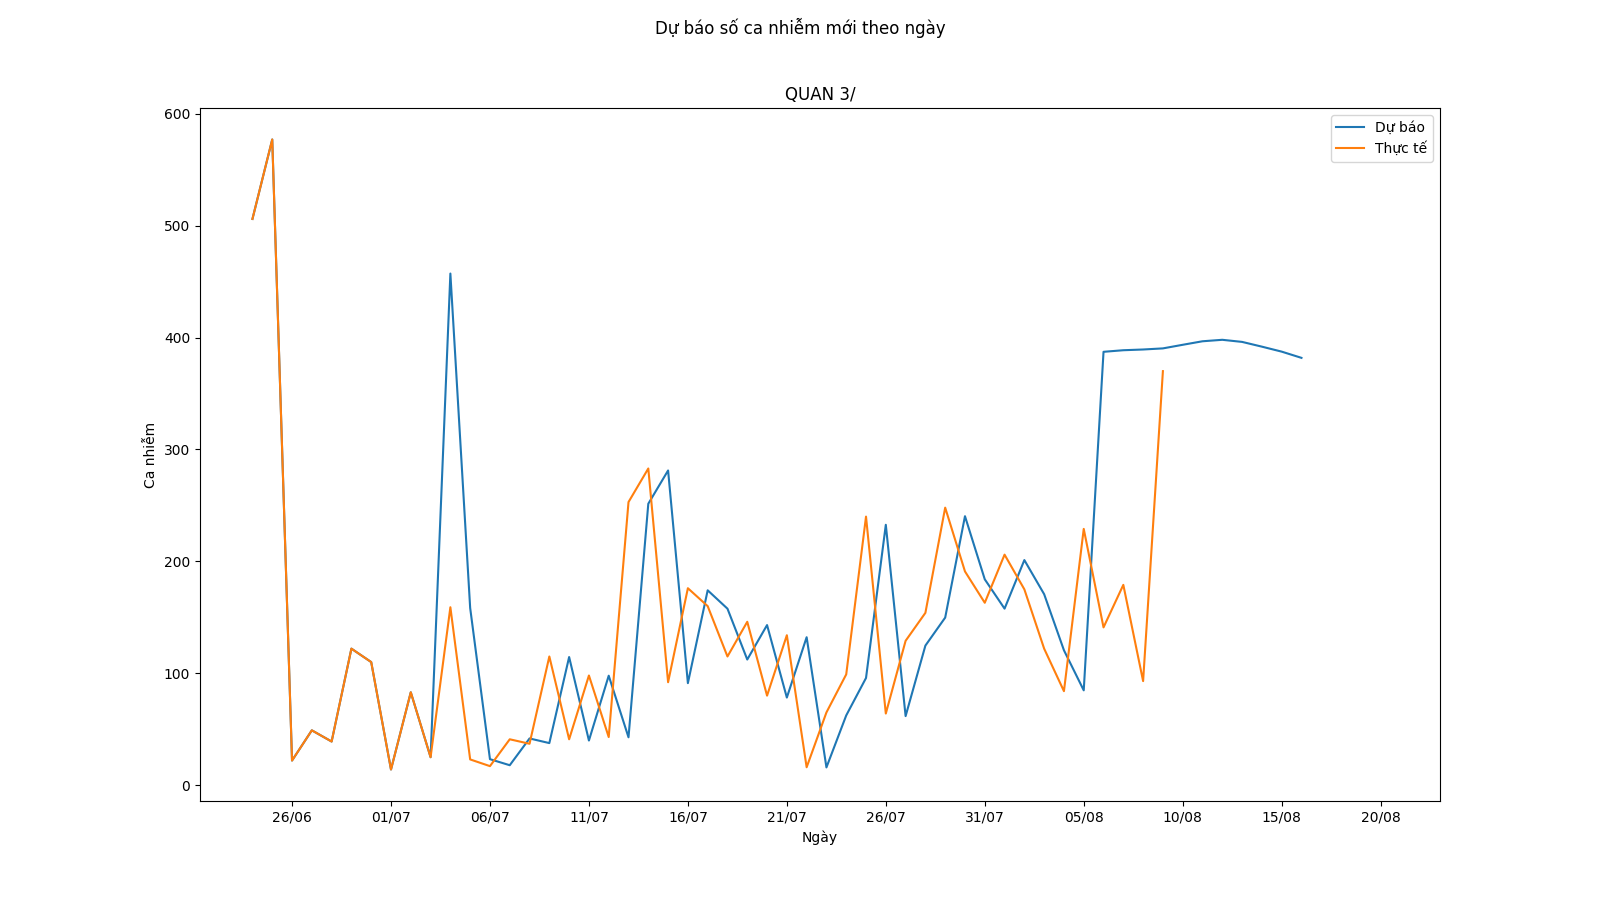 Dự báo số ca nhiễm mới theo ngày
QUAN 3/
600
500
400
300
200
100
0
Ca nhiễm
Dự báo
Thực tế
26/06 01/07 06/07 11/07 16/07 21/07 26/07 31/07 05/08 10/08 15/08 20/08
Ngày